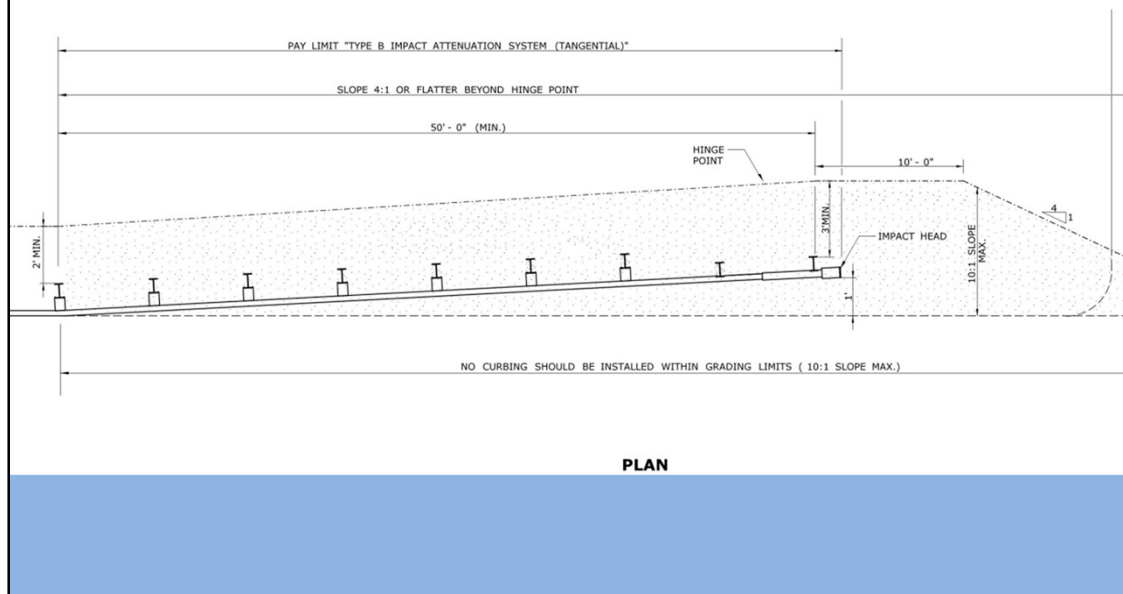 PAY LIMIT "TYPE B IMPACT ATTENUATION SYSTEM (TANGENTIAL)"
SLOPE 4:1 OR FLATTER BEYOND HINGE POINT
50' - 0" (MIN.)
HINGE
POINT
10' - 0"
2' MIN.
3'MIN.
IMPACT HEAD
10:1 SLOPE
MAX.
4
1
1'
NO CURBING SHOULD BE INSTALLED WITHIN GRADING LIMITS ( 10:1 SLOPE MAX.)
PLAN